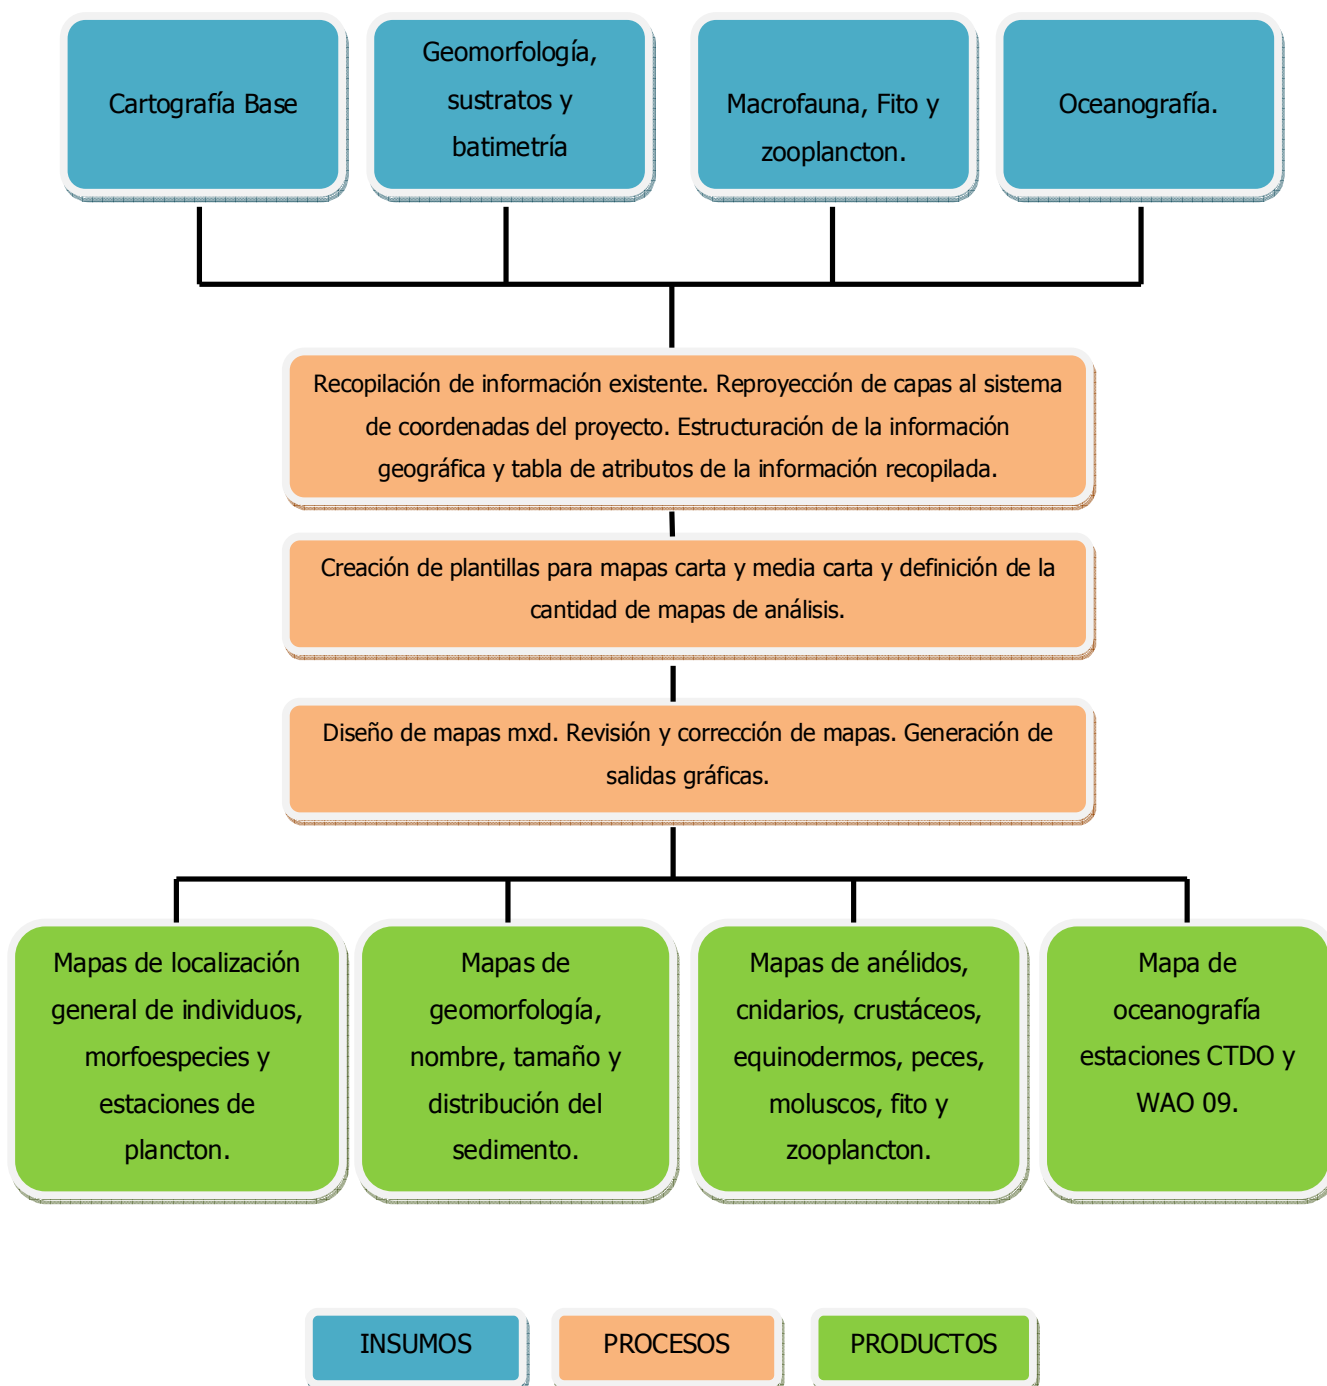 Cartografía Base
Geomorfología,
sustratos y
batimetría
Macrofauna, Fito y
zooplancton.
Oceanografía.
Recopilación de información existente. Reproyección de capas al sistema
de coordenadas del proyecto. Estructuración de la información
geográfica y tabla de atributos de la información recopilada.
Creación de plantillas para mapas carta y media carta y definición de la
cantidad de mapas de análisis.
Diseño de mapas mxd. Revisión y corrección de mapas. Generación de
salidas gráficas.
Mapas de localización
general de individuos,
morfoespecies y
estaciones de
plancton.
Mapas de
geomorfología,
nombre, tamaño y
distribución del
sedimento.
Mapas de anélidos,
cnidarios, crustáceos,
equinodermos, peces,
moluscos, fito y
zooplancton.
Mapa de
oceanografía
estaciones CTDO y
WAO 09.
INSUMOS
PROCESOS
PRODUCTOS